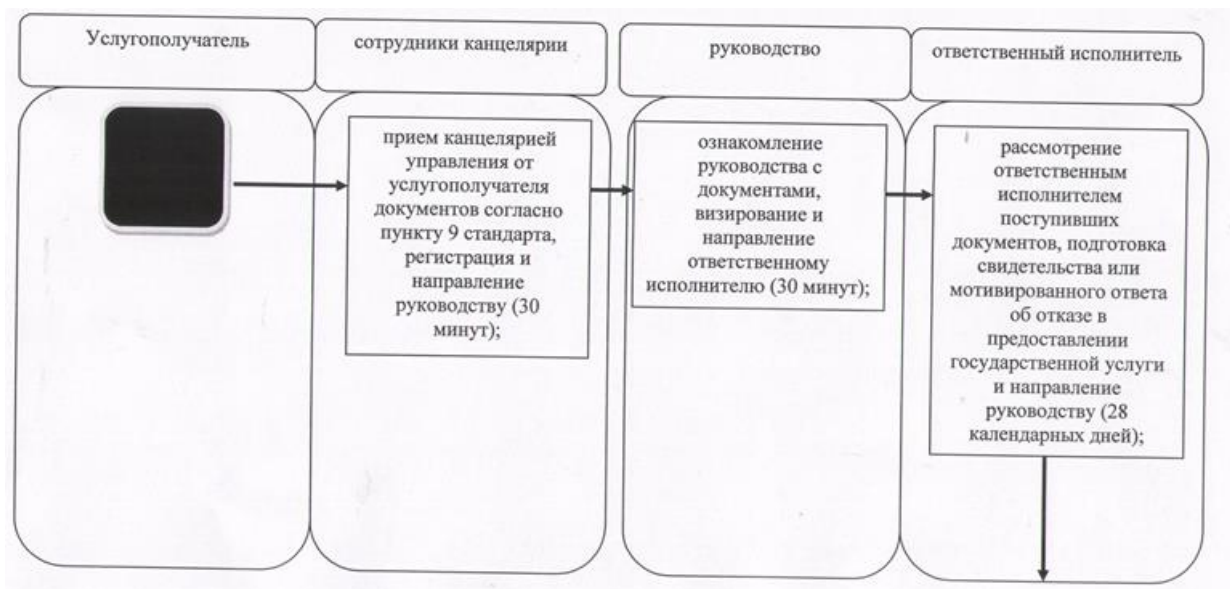 Услугополучатель
сотрудники канцелярии
руководство
ответственный исполнитель
прием канцелярией
управления от
услугополучателя
документов согласно
пункту 9 стандарта,
регистрация и
направление
руководству (30
минут);
ознакомление
руководства с
документами,
визирование и
направление
ответственному
исполнителю (30 минут);
рассмотрение
ответственным
исполнителем
поступивших
документов, подготовка
свидетельства или
мотивированного ответа
об отказе в
предоставлении
государственной услуги
и направление
руководству (28
календарных дней);